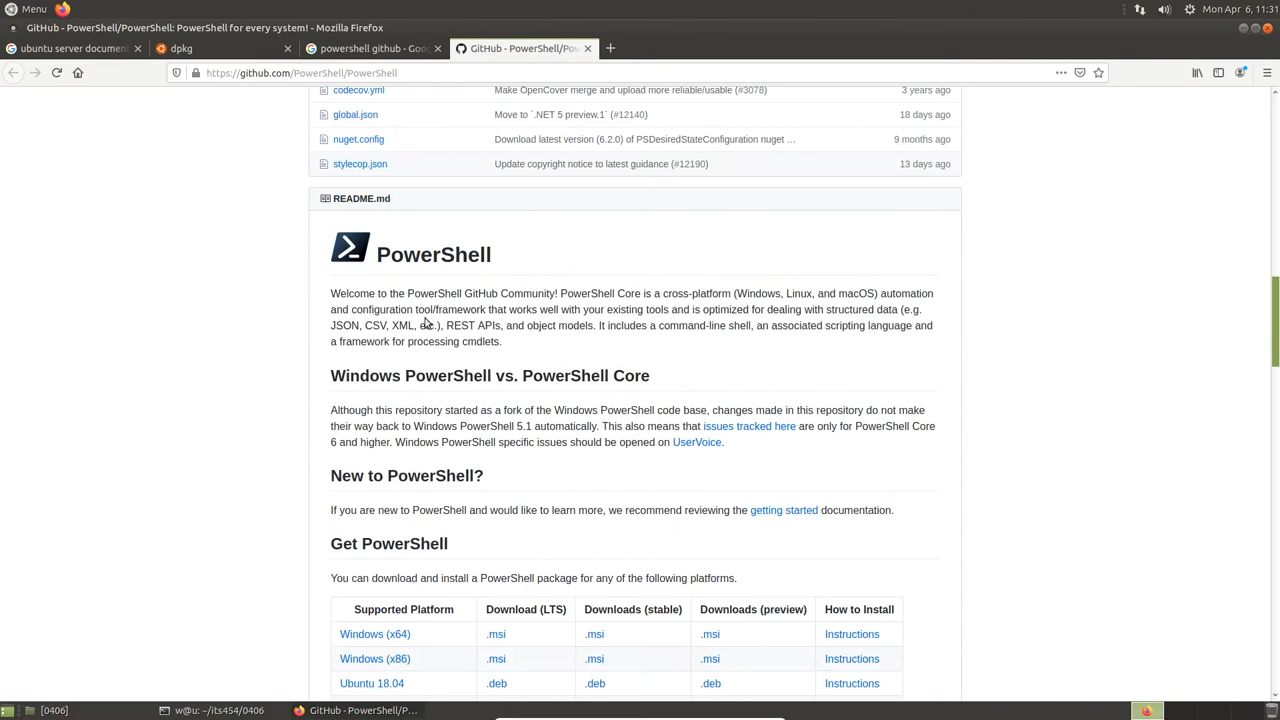 Menu
Mon Apr 6, 11:31
GitHub - PowerShell/PowerShell: PowerShell for every system! - Mozilla Firefox
ubuntu server document
dpkg
powershell github - Goo
GitHub - PowerShell/Pow
https://github.com/PowerShell/PowerShell
codecov.yml Make OpenCover merge and upload more reliable/usable (#3078) 3 years ago
global.json Move to `.NET 5 preview.1` (#12140) 18 days ago
nuget.config Download latest version (6.2.0) of PSDesiredStateConfiguration nuget … 9 months ago
stylecop.json Update copyright notice to latest guidance (#12190) 13 days ago
README.md
PowerShell
Welcome to the PowerShell GitHub Community! PowerShell Core is a cross-platform (Windows, Linux, and macOS) automation
and configuration tool/framework that works well with your existing tools and is optimized for dealing with structured data (e.g.
JSON, CSV, XML, etc.), REST APIs, and object models. It includes a command-line shell, an associated scripting language and
a framework for processing cmdlets.
Windows PowerShell vs. PowerShell Core
Although this repository started as a fork of the Windows PowerShell code base, changes made in this repository do not make
their way back to Windows PowerShell 5.1 automatically. This also means that issues tracked here are only for PowerShell Core
6 and higher. Windows PowerShell specific issues should be opened on UserVoice.
New to PowerShell?
If you are new to PowerShell and would like to learn more, we recommend reviewing the getting started documentation.
Get PowerShell
You can download and install a PowerShell package for any of the following platforms.
Supported Platform Download (LTS) Downloads (stable) Downloads (preview) How to Install
Windows (x64) .msi .msi .msi Instructions
Windows (x86) .msi .msi .msi Instructions
Ubuntu 18.04 .deb .deb .deb Instructions
[0406]
w@u: ~/its454/0406
GitHub - PowerShell/P…